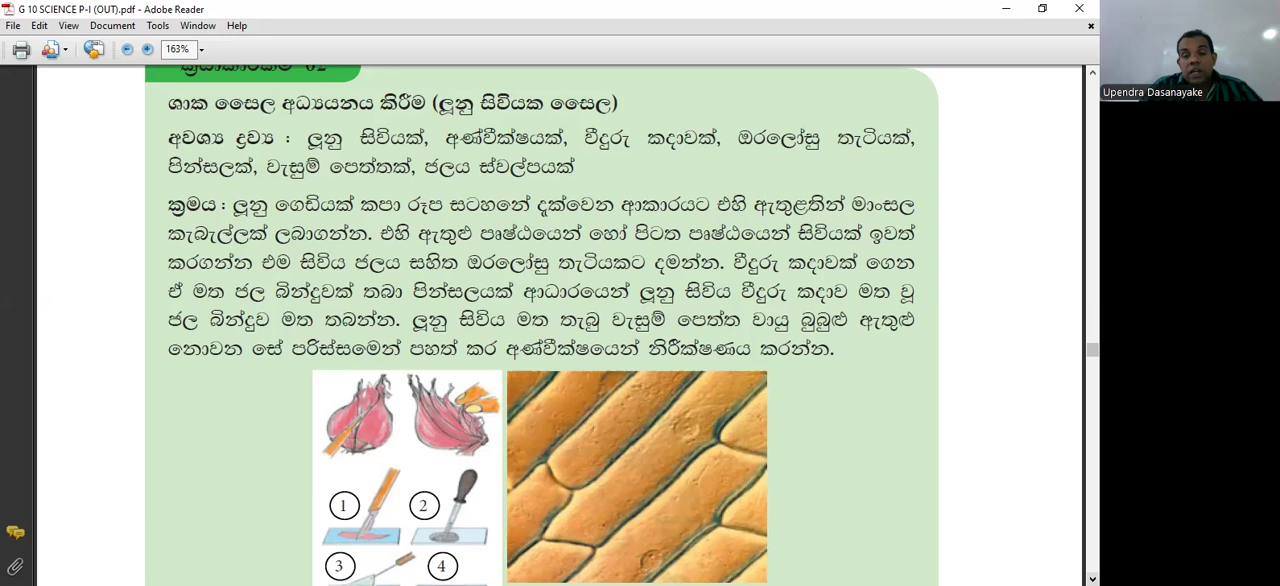 G 10 SCIENCE P-I (OUT).pdf - Adobe Reader
File Edit View Document Tools Window Help
163%
Upendra Dasanayake
ක්‍රියාකාරකම 02
ශාක සෛල අධ්‍යයනය කිරීම (ලූනු සිවියක සෛල)
අවශ්‍ය ද්‍රව්‍ය : ලූනු සිවියක්, අණ්වීක්ෂයක්, වීදුරු කදාවක්, ඔරලෝසු තැටියක්,
පින්සලක්, වැසුම් පෙත්තක්, ජලය ස්වල්පයක්
ක්‍රමය : ලූනු ගෙඩියක් කපා රූප සටහනේ දැක්වෙන ආකාරයට එහි ඇතුළතින් මාංසල
කැබැල්ලක් ලබාගන්න. එහි ඇතුළු පෘෂ්ඨයෙන් හෝ පිටත පෘෂ්ඨයෙන් සිවියක් ඉවත්
කරගන්න එම සිවිය ජලය සහිත ඔරලෝසු තැටියකට දමන්න. වීදුරු කදාවක් ගෙන
ඒ මත ජල බින්දුවක් තබා පින්සලයක් ආධාරයෙන් ලූනු සිවිය වීදුරු කදාව මත වූ
ජල බින්දුව මත තබන්න. ලූනු සිවිය මත තැබු වැසුම් පෙත්ත වායු බුබුළු ඇතුළු
නොවන සේ පරිස්සමෙන් පහත් කර අණ්වීක්ෂයෙන් නිරීක්ෂණය කරන්න.
1 2
3 4